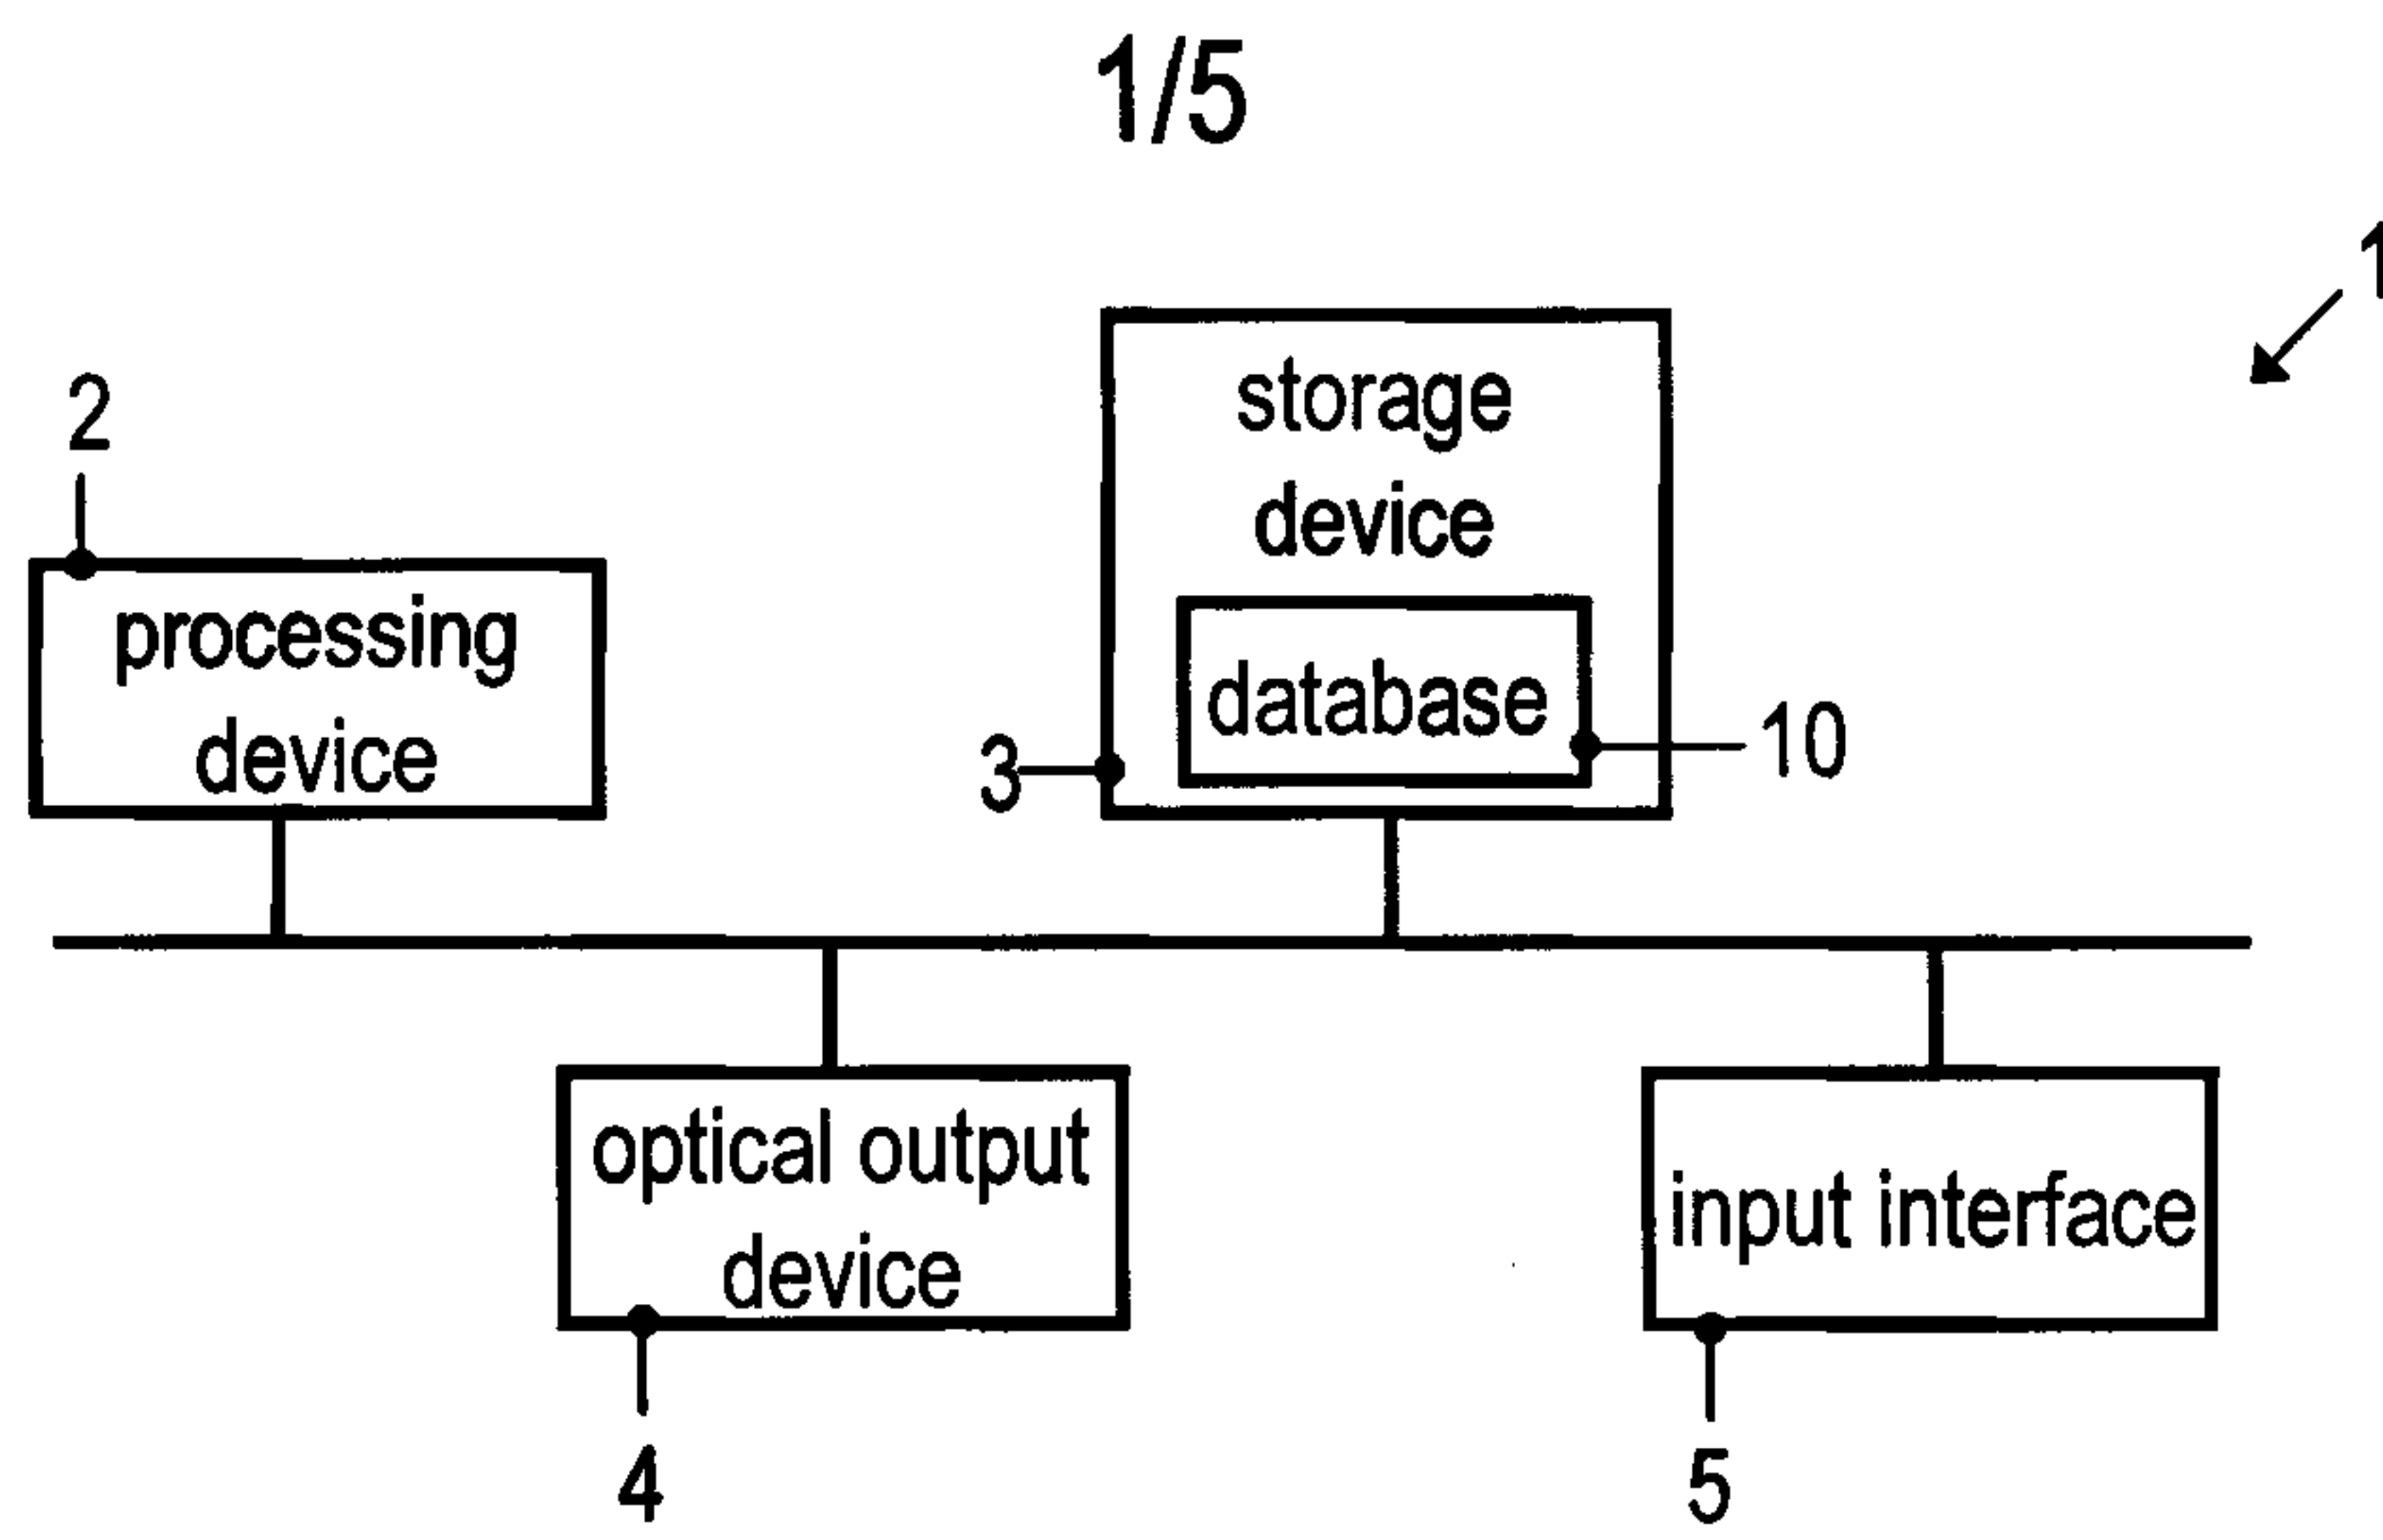 1/5
1
2
storage
device
processing
device
database
3
10
optical output
device
input interface
4
5